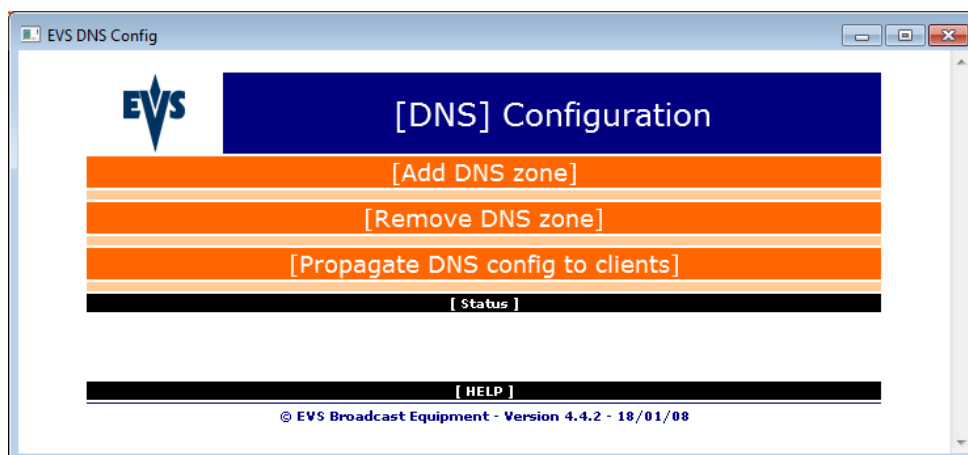 EVS DNS Config
EVS
[DNS] Configuration
[Add DNS zone]
[Remove DNS zone]
[Propagate DNS config to clients]
[ Status ]
[ HELP ]
© EVS Broadcast Equipment - Version 4.4.2 - 18/01/08